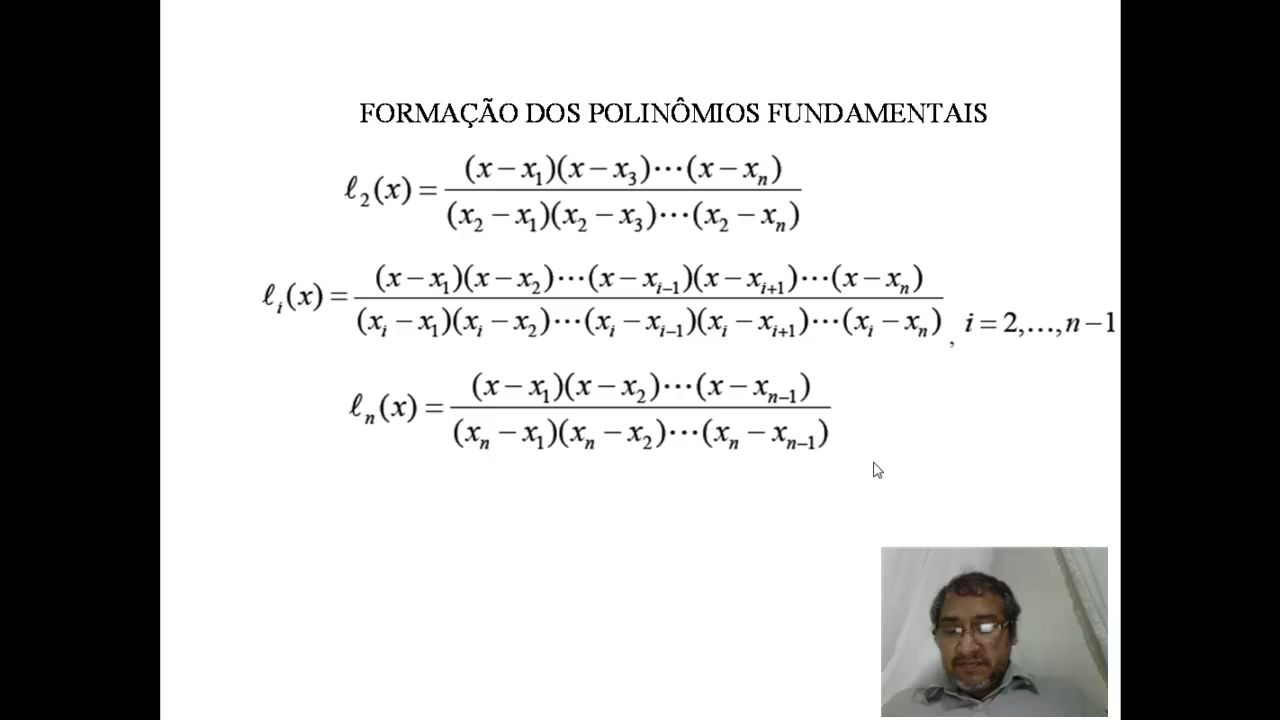 FORMAÇÃO DOS POLINÔMIOS FUNDAMENTAIS
ℓ₂(x) = (x − x₁)(x − x₃)⋯(x − xₙ) / (x₂ − x₁)(x₂ − x₃)⋯(x₂ − xₙ)
ℓᵢ(x) = (x − x₁)(x − x₂)⋯(x − xᵢ₋₁)(x − xᵢ₊₁)⋯(x − xₙ) / (xᵢ − x₁)(xᵢ − x₂)⋯(xᵢ − xᵢ₋₁)(xᵢ − xᵢ₊₁)⋯(xᵢ − xₙ) , i = 2,…,n − 1
ℓₙ(x) = (x − x₁)(x − x₂)⋯(x − xₙ₋₁) / (xₙ − x₁)(xₙ − x₂)⋯(xₙ − xₙ₋₁)